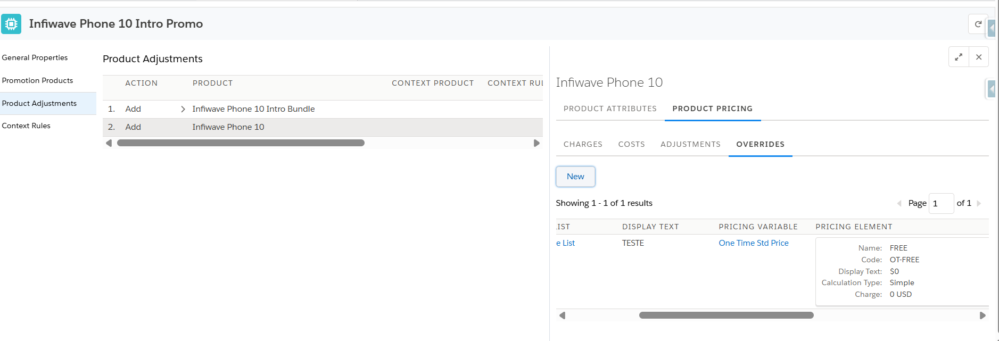 Infiwave Phone 10 Intro Promo
General Properties
Promotion Products
Product Adjustments
Context Rules
Product Adjustments
ACTION PRODUCT CONTEXT PRODUCT CONTEXT RUL
1. Add Infiwave Phone 10 Intro Bundle
2. Add Infiwave Phone 10
Infiwave Phone 10
PRODUCT ATTRIBUTES PRODUCT PRICING
CHARGES COSTS ADJUSTMENTS OVERRIDES
New
Showing 1 - 1 of 1 results Page 1 of 1
IST DISPLAY TEXT PRICING VARIABLE PRICING ELEMENT
e List TESTE One Time Std Price
Name: FREE
Code: OT-FREE
Display Text: $0
Calculation Type: Simple
Charge: 0 USD